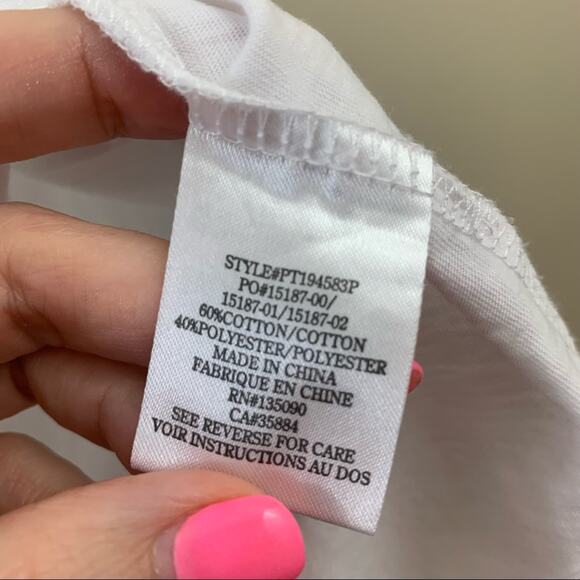 STYLE#PT194583P
PO#15187-00/
15187-01/15187-02
60%COTTON/COTTON
40%POLYESTER/POLYESTER
MADE IN CHINA
FABRIQUE EN CHINE
RN#135090
CA#35884
SEE REVERSE FOR CARE
VOIR INSTRUCTIONS AU DOS